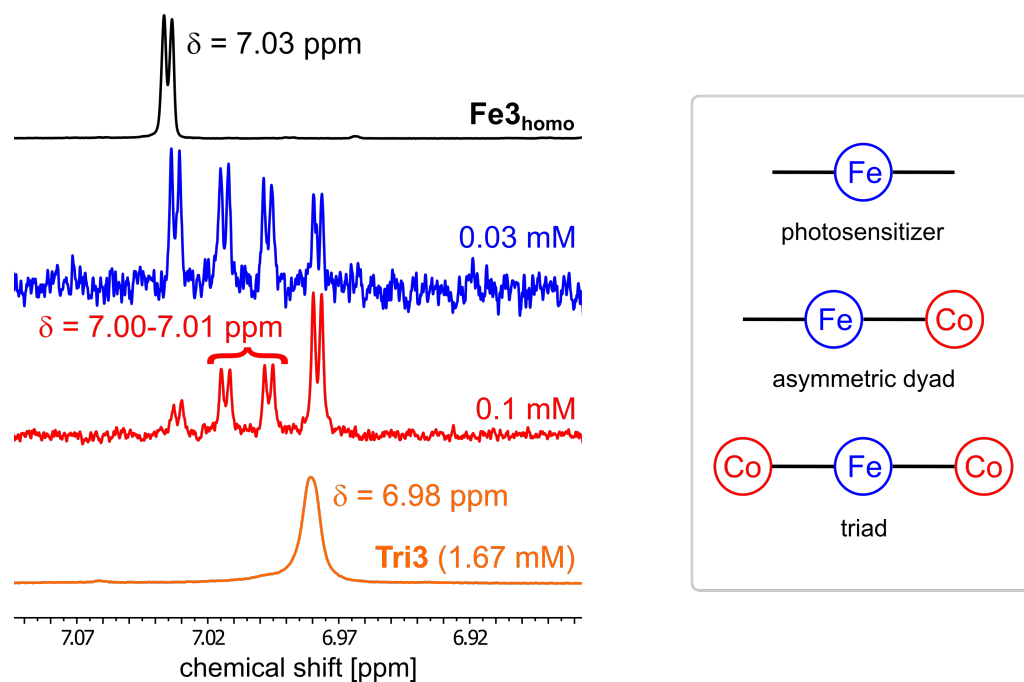 δ = 7.03 ppm
Fe3homo
0.03 mM
δ = 7.00-7.01 ppm
0.1 mM
δ = 6.98 ppm
Tri3 (1.67 mM)
7.07 7.02 6.97 6.92
chemical shift [ppm]
Fe
photosensitizer
Fe Co
asymmetric dyad
Co Fe Co
triad